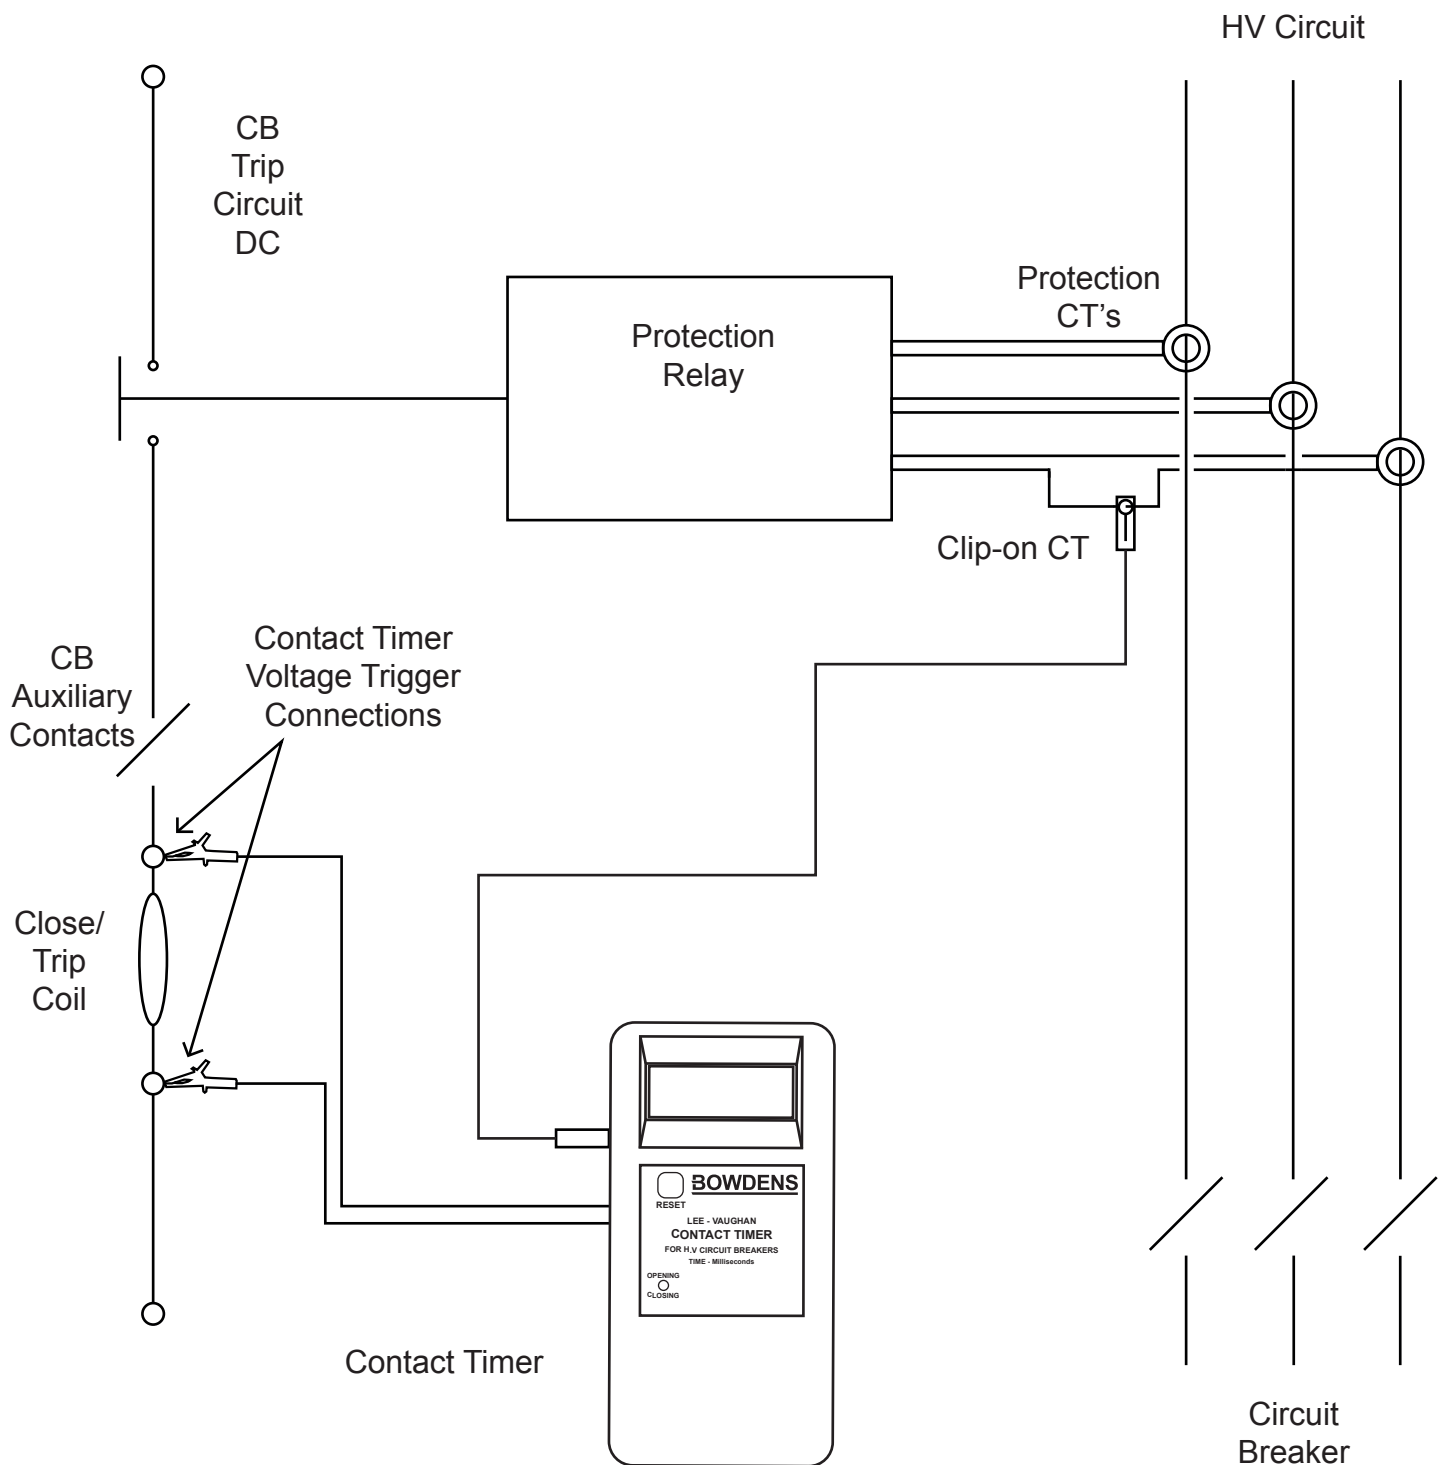 HV Circuit
CB
Trip
Circuit
DC
Protection
CT's
Protection
Relay
Clip-on CT
Contact Timer
Voltage Trigger
Connections
CB
Auxiliary
Contacts
Close/
Trip
Coil
BOWDENS
RESET
LEE - VAUGHAN
CONTACT TIMER
FOR H.V CIRCUIT BREAKERS
TIME - Milliseconds
OPENING
CLOSING
Contact Timer
Circuit
Breaker